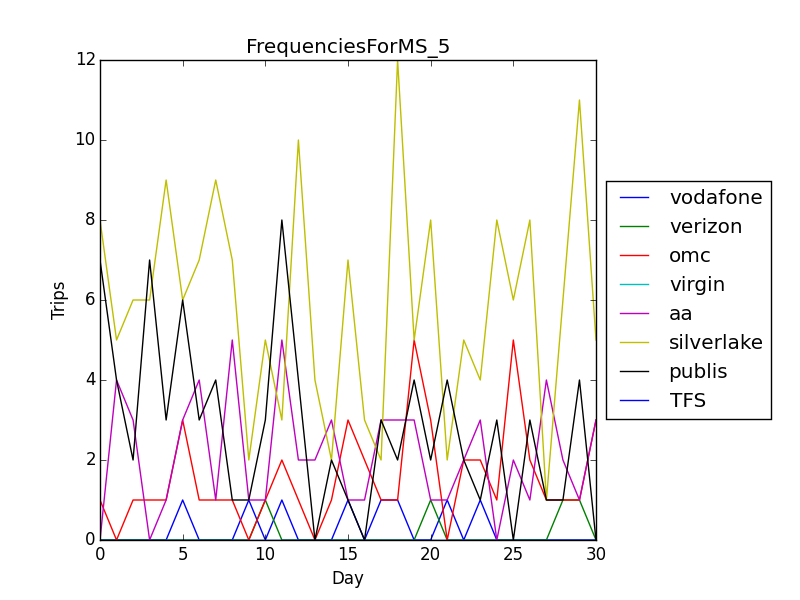 FrequenciesForMS_5
12
10
8
6
4
2
0
Trips
0 5 10 15 20 25 30
Day
vodafone
verizon
omc
virgin
aa
silverlake
publis
TFS